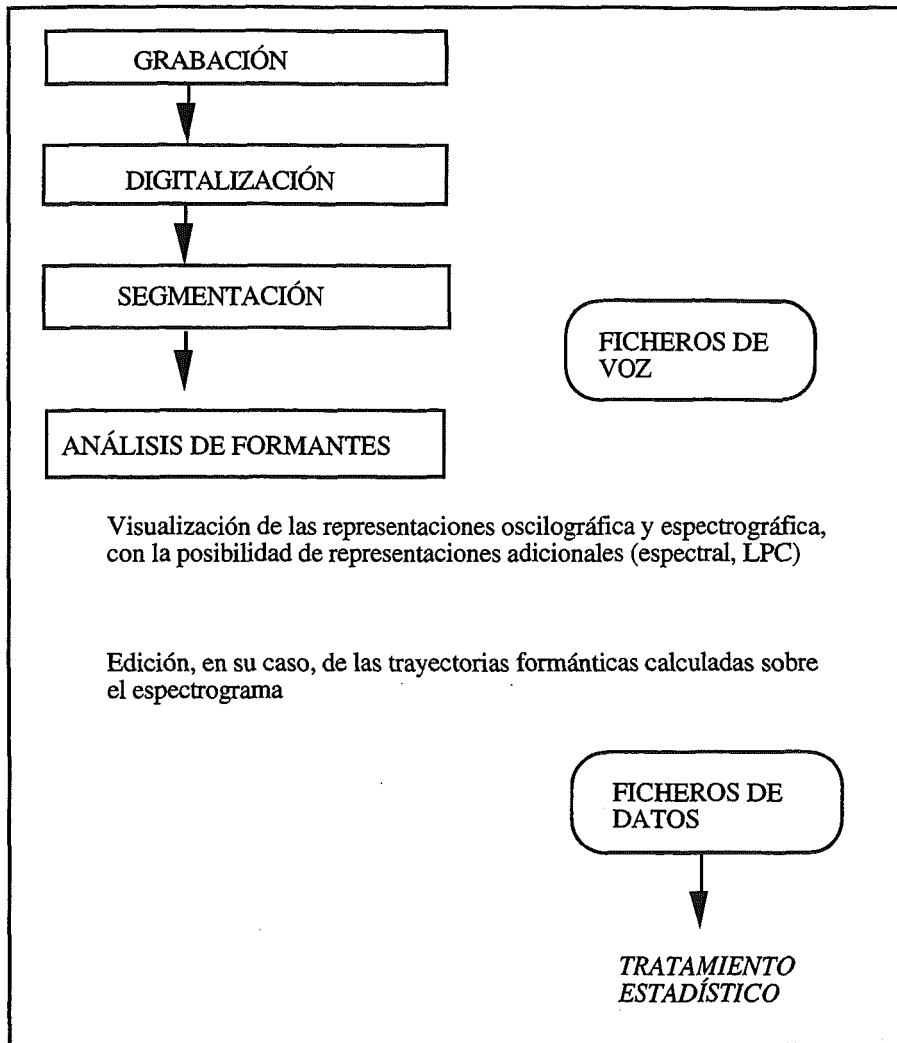 GRABACIÓN
DIGITALIZACIÓN
SEGMENTACIÓN
FICHEROS DE
VOZ
ANÁLISIS DE FORMANTES
Visualización de las representaciones oscilográfica y espectrográfica,
con la posibilidad de representaciones adicionales (espectral, LPC)
Edición, en su caso, de las trayectorias formánticas calculadas sobre
el espectrograma
FICHEROS DE
DATOS
TRATAMIENTO
ESTADÍSTICO